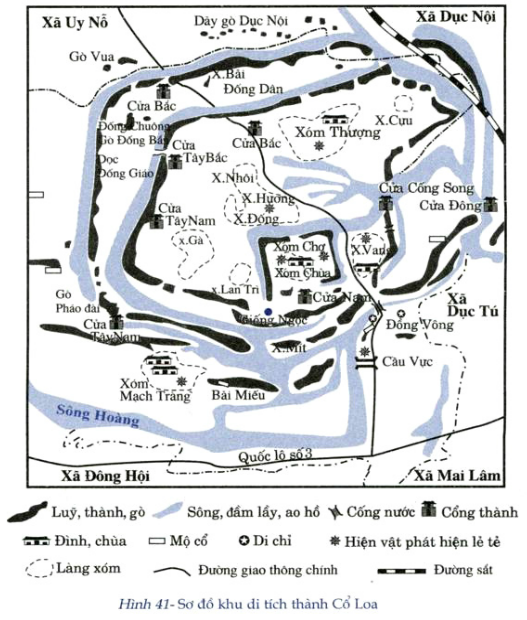 Xã Uy Nỗ
Dãy gò Dục Nội
Xã Dục Nội
Gò Vua
X.Bãi
Đống Dân
Cửa Bắc
Đống Chuông
Gò Đống Bắc
Dọc
Đống Giáo
Cửa
TâyBắc
Cửa Bắc
Xóm Thượng
X.Cựu
X.Nhôi
X.Hướng
X.Đống
Cửa Cống Song
Cửa Đông
Cửa
TâyNam
x.Gà
Xóm Chợ
Xóm Chùa
X.Vang
x.Lan Trì
Cửa Nam
Giếng Ngọc
Gò
Pháo đài
Cửa
TâyNam
Xã
Dục Tú
Đồng Vông
X.Mít
Cầu Vực
Xóm
Mạch Tràng
Bãi Miếu
Sông Hoàng
Quốc lộ số 3
Xã Đông Hội
Xã Mai Lâm
Luỹ, thành, gò
Sông, đầm lầy, ao hồ
Cống nước
Cổng thành
Đình, chùa
Mộ cổ
Di chỉ
Hiện vật phát hiện lẻ tẻ
Làng xóm
Đường giao thông chính
Đường sắt
Hình 41- Sơ đồ khu di tích thành Cổ Loa